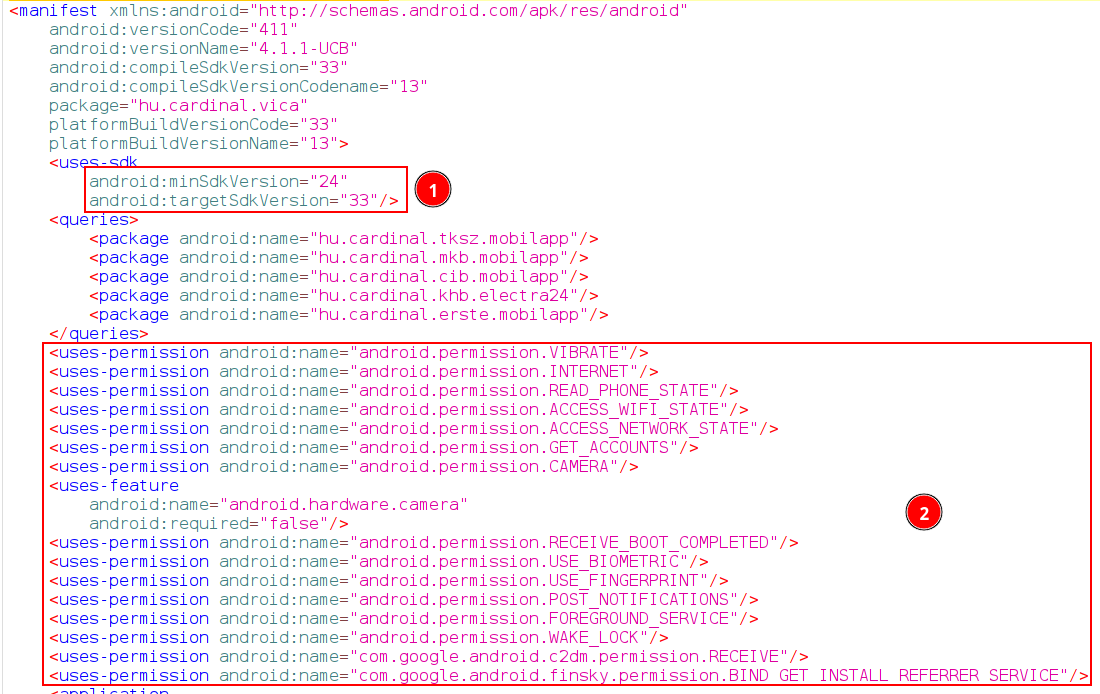 <manifest xmlns:android="http://schemas.android.com/apk/res/android"
android:versionCode="411"
android:versionName="4.1.1-UCB"
android:compileSdkVersion="33"
android:compileSdkVersionCodename="13"
package="hu.cardinal.vica"
platformBuildVersionCode="33"
platformBuildVersionName="13">
<uses-sdk
android:minSdkVersion="24"
1
android:targetSdkVersion="33"/>
<queries>
<package android:name="hu.cardinal.tksz.mobilapp"/>
<package android:name="hu.cardinal.mkb.mobilapp"/>
<package android:name="hu.cardinal.cib.mobilapp"/>
<package android:name="hu.cardinal.khb.electra24"/>
<package android:name="hu.cardinal.erste.mobilapp"/>
</queries>
<uses-permission android:name="android.permission.VIBRATE"/>
<uses-permission android:name="android.permission.INTERNET"/>
<uses-permission android:name="android.permission.READ_PHONE_STATE"/>
<uses-permission android:name="android.permission.ACCESS_WIFI_STATE"/>
<uses-permission android:name="android.permission.ACCESS_NETWORK_STATE"/>
<uses-permission android:name="android.permission.GET_ACCOUNTS"/>
<uses-permission android:name="android.permission.CAMERA"/>
<uses-feature
android:name="android.hardware.camera"
2
android:required="false"/>
<uses-permission android:name="android.permission.RECEIVE_BOOT_COMPLETED"/>
<uses-permission android:name="android.permission.USE_BIOMETRIC"/>
<uses-permission android:name="android.permission.USE_FINGERPRINT"/>
<uses-permission android:name="android.permission.POST_NOTIFICATIONS"/>
<uses-permission android:name="android.permission.FOREGROUND_SERVICE"/>
<uses-permission android:name="android.permission.WAKE_LOCK"/>
<uses-permission android:name="com.google.android.c2dm.permission.RECEIVE"/>
<uses-permission android:name="com.google.android.finsky.permission.BIND_GET_INSTALL_REFERRER_SERVICE"/>
<application